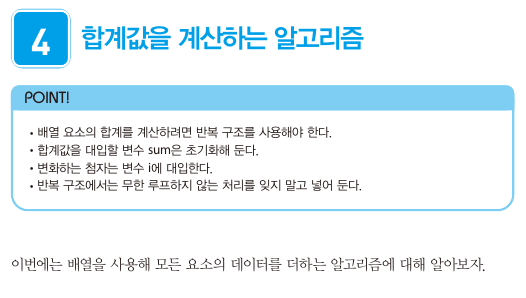 4 합계값을 계산하는 알고리즘
POINT!
• 배열 요소의 합계를 계산하려면 반복 구조를 사용해야 한다.
• 합계값을 대입할 변수 sum은 초기화해 둔다.
• 변화하는 첨자는 변수 i에 대입한다.
• 반복 구조에서는 무한 루프하지 않는 처리를 잊지 말고 넣어 둔다.
이번에는 배열을 사용해 모든 요소의 데이터를 더하는 알고리즘에 대해 알아보자.